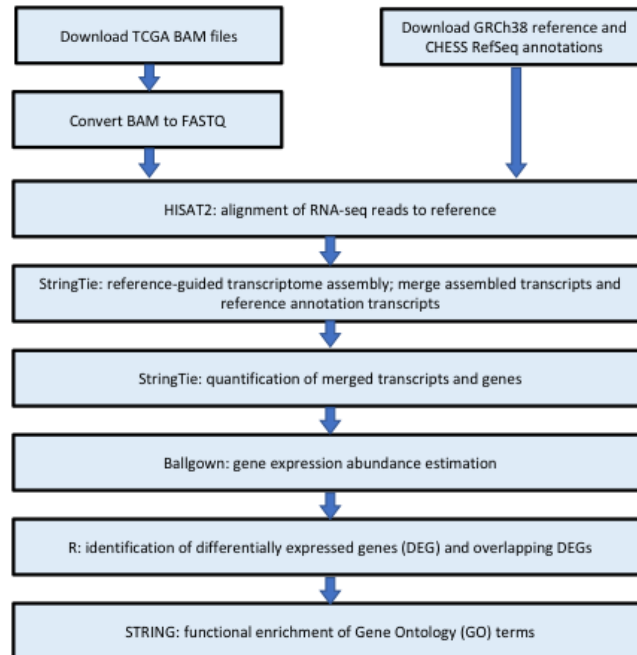 Download TCGA BAM files
Download GRCh38 reference and
CHESS RefSeq annotations
Convert BAM to FASTQ
HISAT2: alignment of RNA-seq reads to reference
StringTie: reference-guided transcriptome assembly; merge assembled transcripts and
reference annotation transcripts
StringTie: quantification of merged transcripts and genes
Ballgown: gene expression abundance estimation
R: identification of differentially expressed genes (DEG) and overlapping DEGs
STRING: functional enrichment of Gene Ontology (GO) terms